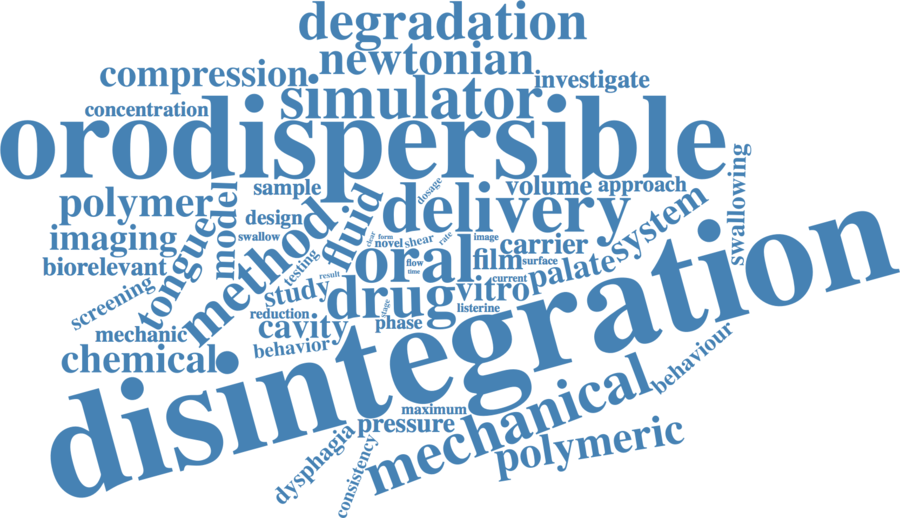 degradation
newtonian
compression
investigate
simulator
concentration
orodispersible
swallowing
dosage
sample
volume
approach
polymer
model
fluid
delivery
system
design
tongue
method
swallow
clear
form
novel
shear
rate
image
carrier
imaging
oral
film
surface
biorelevant
testing
flow
time
palate
result
current
screening
study
drug
vitro
stage
listerine
reduction
phase
mechanic
cavity
behavior
chemical
disintegration
behaviour
maximum
pressure
mechanical
dysphagia
consistency
polymeric